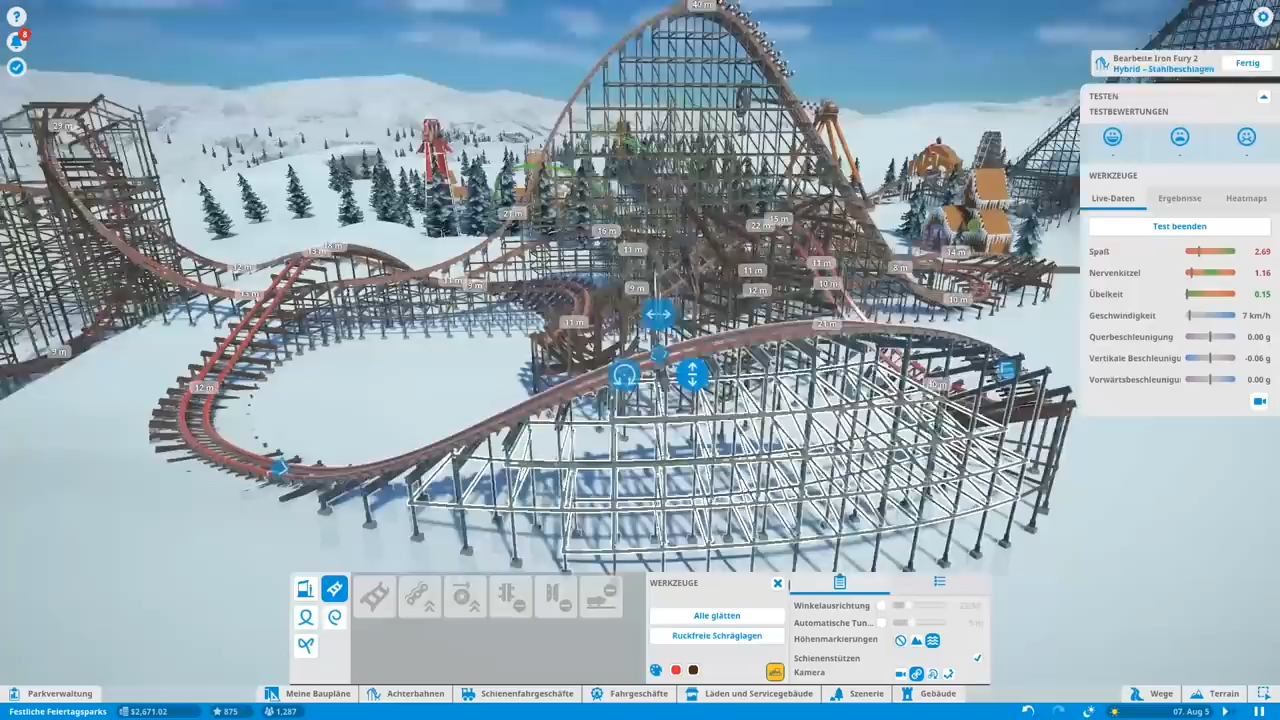 ?
8
40 m
29 m
21 m
16 m
11 m
22 m
15 m
11 m
11 m
10 m
12 m
9 m
8 m
14 m
10 m
12 m
13 m
11 m
9 m
11 m
21 m
12 m
9 m
Bearbeite Iron Fury 2
Hybrid – Stahlbeschlagen
Fertig
TESTEN
TESTBEWERTUNGEN
- - -
WERKZEUGE
Live-Daten Ergebnisse Heatmaps
Test beenden
Spaß 2.69
Nervenkitzel 1.16
Übelkeit 0.15
Geschwindigkeit 7 km/h
Querbeschleunigung 0.00 g
Vertikale Beschleunigu -0.06 g
Vorwärtsbeschleunigu 0.00 g
WERKZEUGE
Alle glätten
Ruckfreie Schräglagen
Winkelausrichtung
Automatische Tun... 5 m
Höhenmarkierungen
Schienenstützen
Kamera
Parkverwaltung
Meine Baupläne
Achterbahnen
Schienenfahrgeschäfte
Fahrgeschäfte
Läden und Servicegebäude
Szenerie
Gebäude
Wege
Terrain
Festliche Feiertagsparks
$2,671.02
875
1,287
07. Aug 5